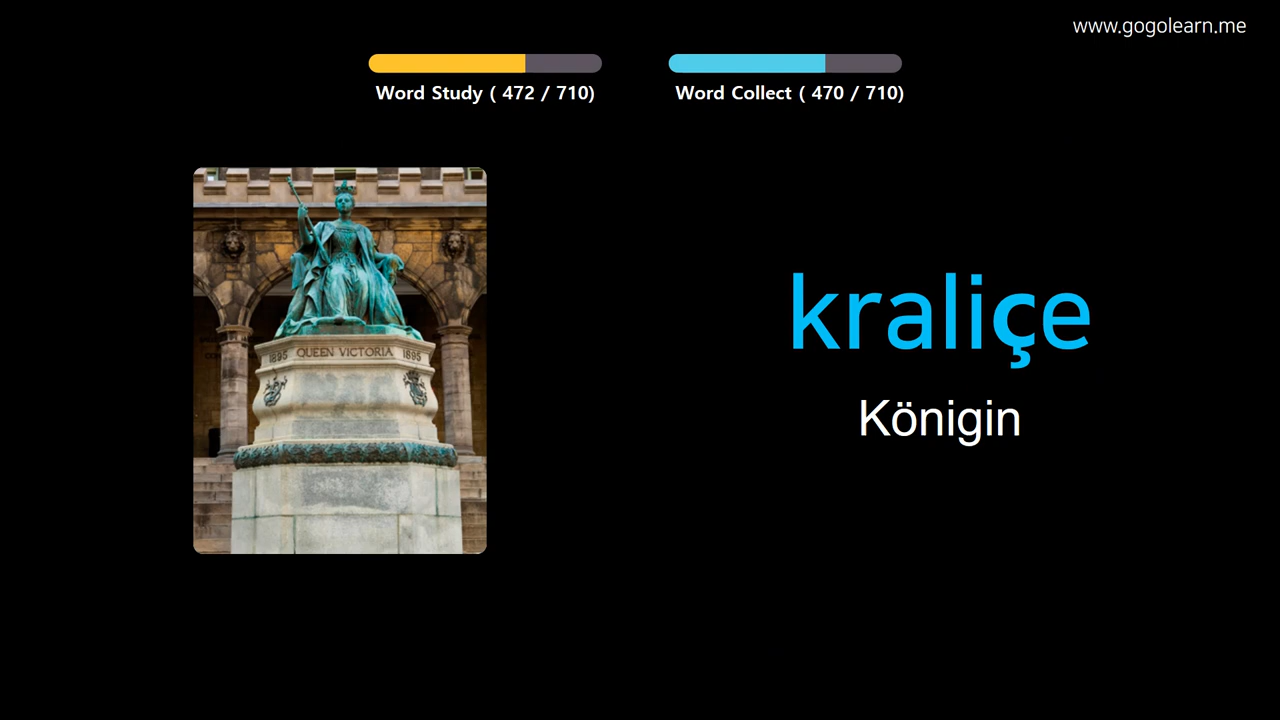 www.gogolearn.me
Word Study ( 472 / 710)
Word Collect ( 470 / 710)
1895 QUEEN VICTORIA 1895
kraliçe
Königin